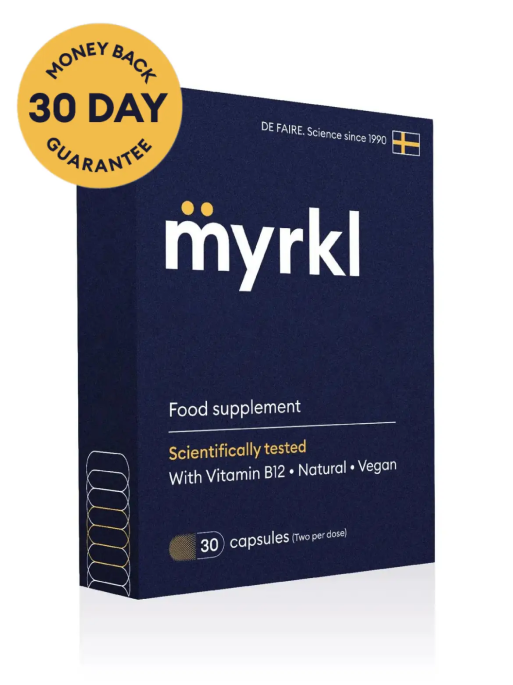 MONEY BACK
30 DAY
GUARANTEE
DE FAIRE. Science since 1990
mÿrkl
Food supplement
Scientifically tested
With Vitamin B12 • Natural • Vegan
30 capsules (Two per dose)